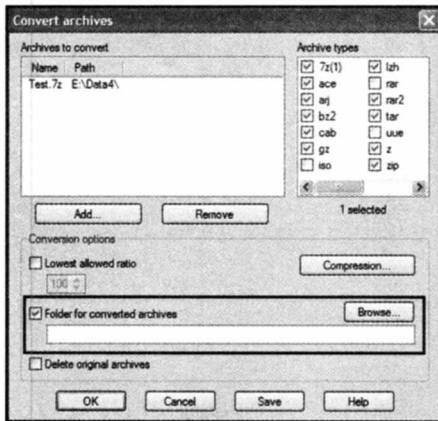 Convert archives
Archives to convert
Archive types
Name Path
Test.7z E:\Data4\
7z(1) lzh
ace rar
arj rar2
bz2 tar
cab uue
gz z
iso zip
Add... Remove
1 selected
Conversion options
Lowest allowed ratio
Compression...
100
Folder for converted archives
Browse...
Delete original archives
OK Cancel Save Help